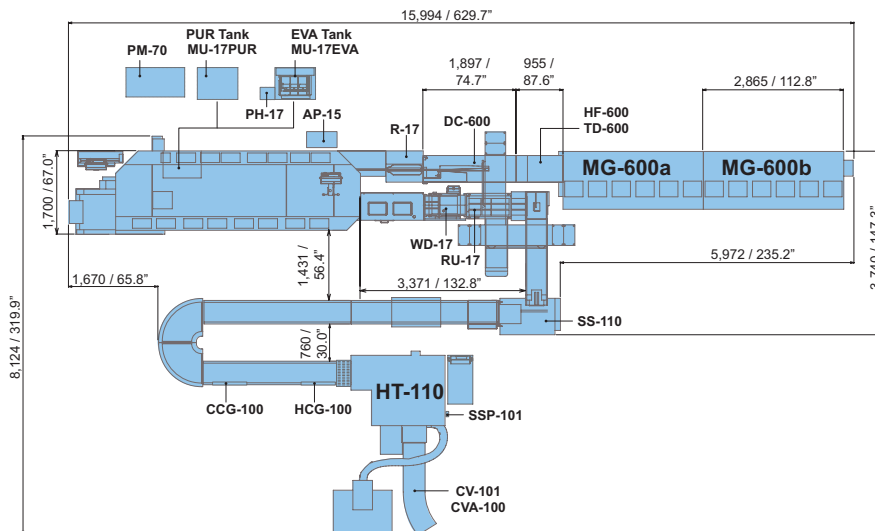 15,994 / 629.7"
PUR Tank
MU-17PUR
EVA Tank
MU-17EVA
PM-70
1,897 /
74.7"
955 /
87.6"
2,865 / 112.8"
PH-17
AP-15
R-17
DC-600
HF-600
TD-600
MG-600a
MG-600b
1,700 / 67.0"
WD-17
RU-17
5,972 / 235.2"
1,670 / 65.8"
1,431 /
56.4"
3,371 / 132.8"
8,124 / 319.9"
760 /
30.0"
SS-110
HT-110
CCG-100
HCG-100
SSP-101
CV-101
CVA-100